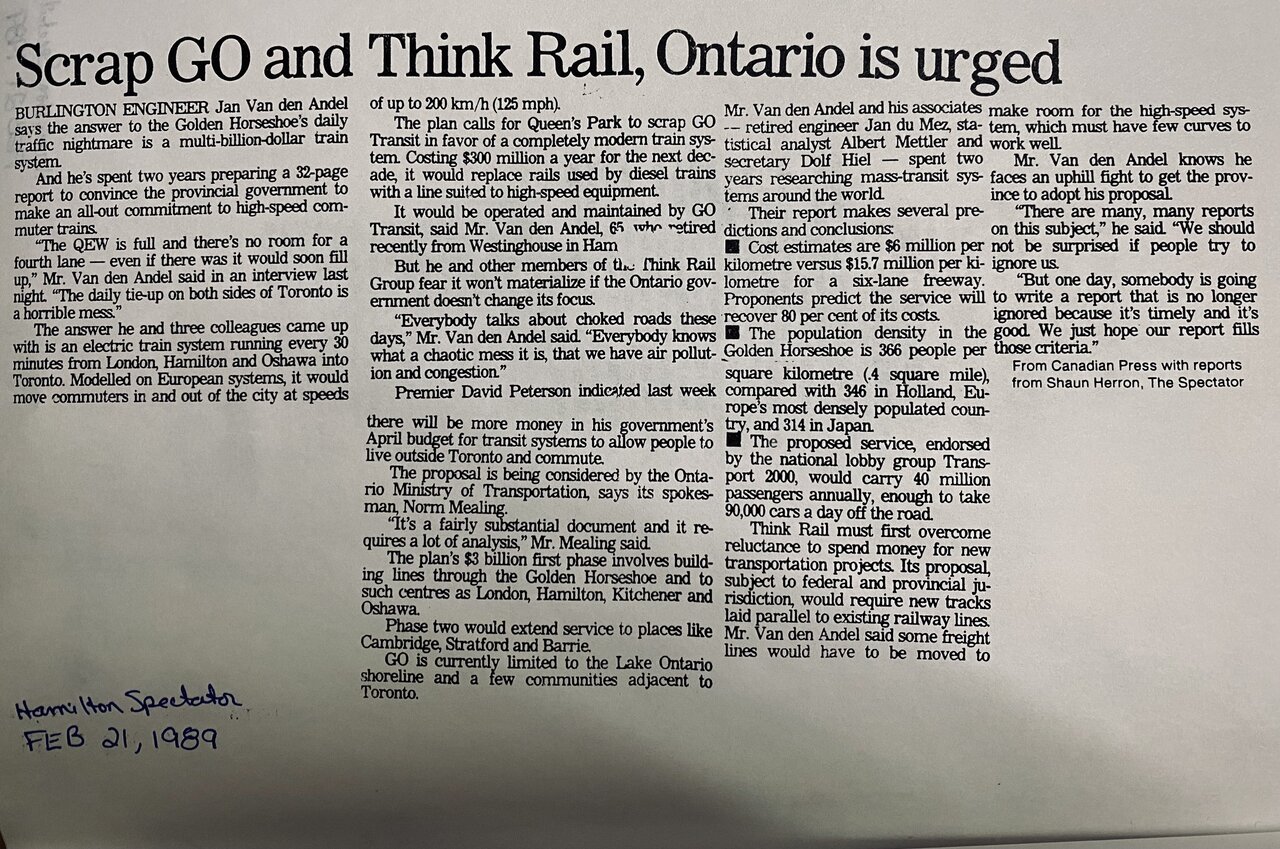 Scrap GO and Think Rail, Ontario is urged
BURLINGTON ENGINEER Jan Van den Andel
says the answer to the Golden Horseshoe's daily
traffic nightmare is a multi-billion-dollar train
system.
And he's spent two years preparing a 32-page
report to convince the provincial government to
make an all-out commitment to high-speed com-
muter trains.
"The QEW is full and there's no room for a
fourth lane — even if there was it would soon fill
up," Mr. Van den Andel said in an interview last
night. "The daily tie-up on both sides of Toronto is
a horrible mess."
The answer he and three colleagues came up
with is an electric train system running every 30
minutes from London, Hamilton and Oshawa into
Toronto. Modelled on European systems, it would
move commuters in and out of the city at speeds
of up to 200 km/h (125 mph).
The plan calls for Queen's Park to scrap GO
Transit in favor of a completely modern train sys-
tem. Costing $300 million a year for the next dec-
ade, it would replace rails used by diesel trains
with a line suited to high-speed equipment.
It would be operated and maintained by GO
Transit, said Mr. Van den Andel, 65 who retired
recently from Westinghouse in Ham
But he and other members of the Think Rail
Group fear it won't materialize if the Ontario gov-
ernment doesn't change its focus.
"Everybody talks about choked roads these
days," Mr. Van den Andel said. "Everybody knows
what a chaotic mess it is, that we have air pollut-
ion and congestion."
Premier David Peterson indicated last week
there will be more money in his government's
April budget for transit systems to allow people to
live outside Toronto and commute.
The proposal is being considered by the Onta-
rio Ministry of Transportation, says its spokes-
man, Norm Mealing.
"It's a fairly substantial document and it re-
quires a lot of analysis," Mr. Mealing said.
The plan's $3 billion first phase involves build-
ing lines through the Golden Horseshoe and to
such centres as London, Hamilton, Kitchener and
Oshawa.
Phase two would extend service to places like
Cambridge, Stratford and Barrie.
GO is currently limited to the Lake Ontario
shoreline and a few communities adjacent to
Toronto.
Mr. Van den Andel and his associates
— retired engineer Jan du Mez, sta-
tistical analyst Albert Mettler and
secretary Dolf Hiel — spent two
years researching mass-transit sys-
tems around the world.
Their report makes several pre-
dictions and conclusions:
■ Cost estimates are $6 million per
kilometre versus $15.7 million per ki-
lometre for a six-lane freeway.
Proponents predict the service will
recover 80 per cent of its costs.
■ The population density in the
Golden Horseshoe is 366 people per
square kilometre (.4 square mile),
compared with 346 in Holland, Eu-
rope's most densely populated coun-
try, and 314 in Japan.
■ The proposed service, endorsed
by the national lobby group Trans-
port 2000, would carry 40 million
passengers annually, enough to take
90,000 cars a day off the road.
Think Rail must first overcome
reluctance to spend money for new
transportation projects. Its proposal,
subject to federal and provincial ju-
risdiction, would require new tracks
laid parallel to existing railway lines.
Mr. Van den Andel said some freight
lines would have to be moved to
make room for the high-speed sys-
tem, which must have few curves to
work well.
Mr. Van den Andel knows he
faces an uphill fight to get the prov-
ince to adopt his proposal.
"There are many, many reports
on this subject," he said. "We should
not be surprised if people try to
ignore us.
"But one day, somebody is going
to write a report that is no longer
ignored because it's timely and it's
good. We just hope our report fills
those criteria."
From Canadian Press with reports
from Shaun Herron, The Spectator
Hamilton Spectator
FEB 21, 1989